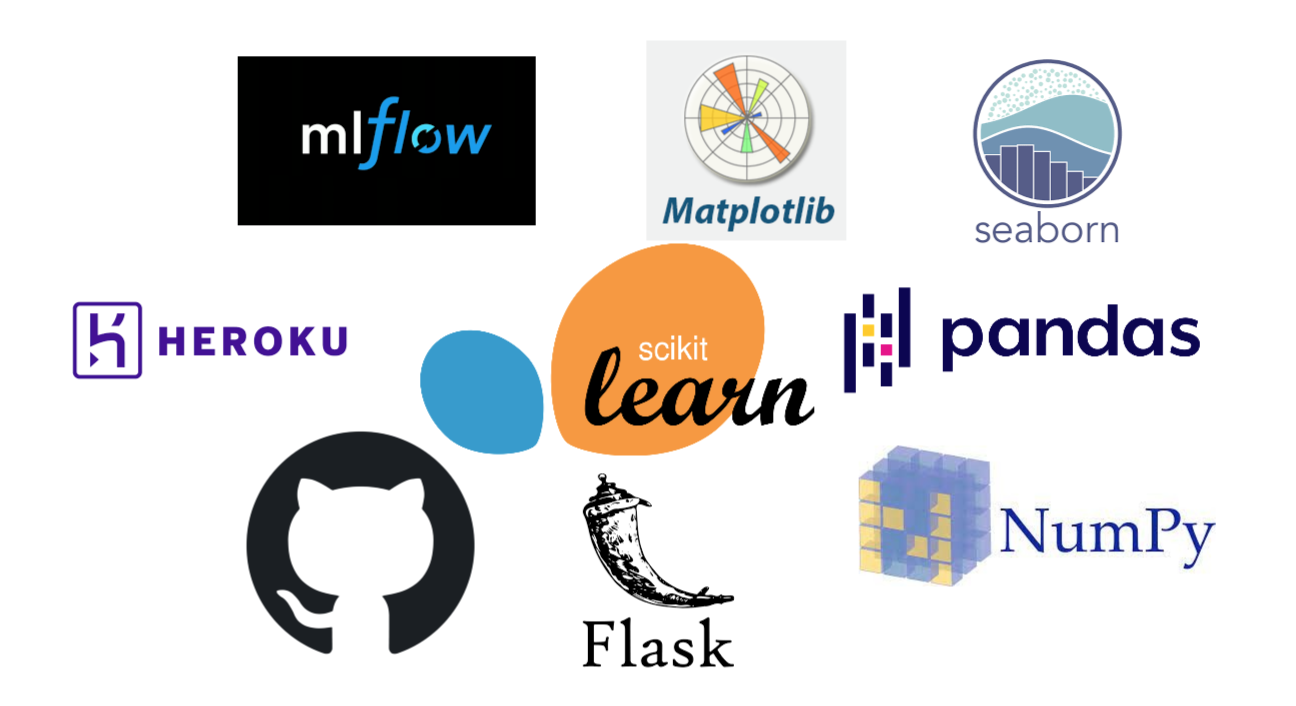 mlflow
Matplotlib
seaborn
HEROKU
scikit
learn
pandas
NumPy
Flask